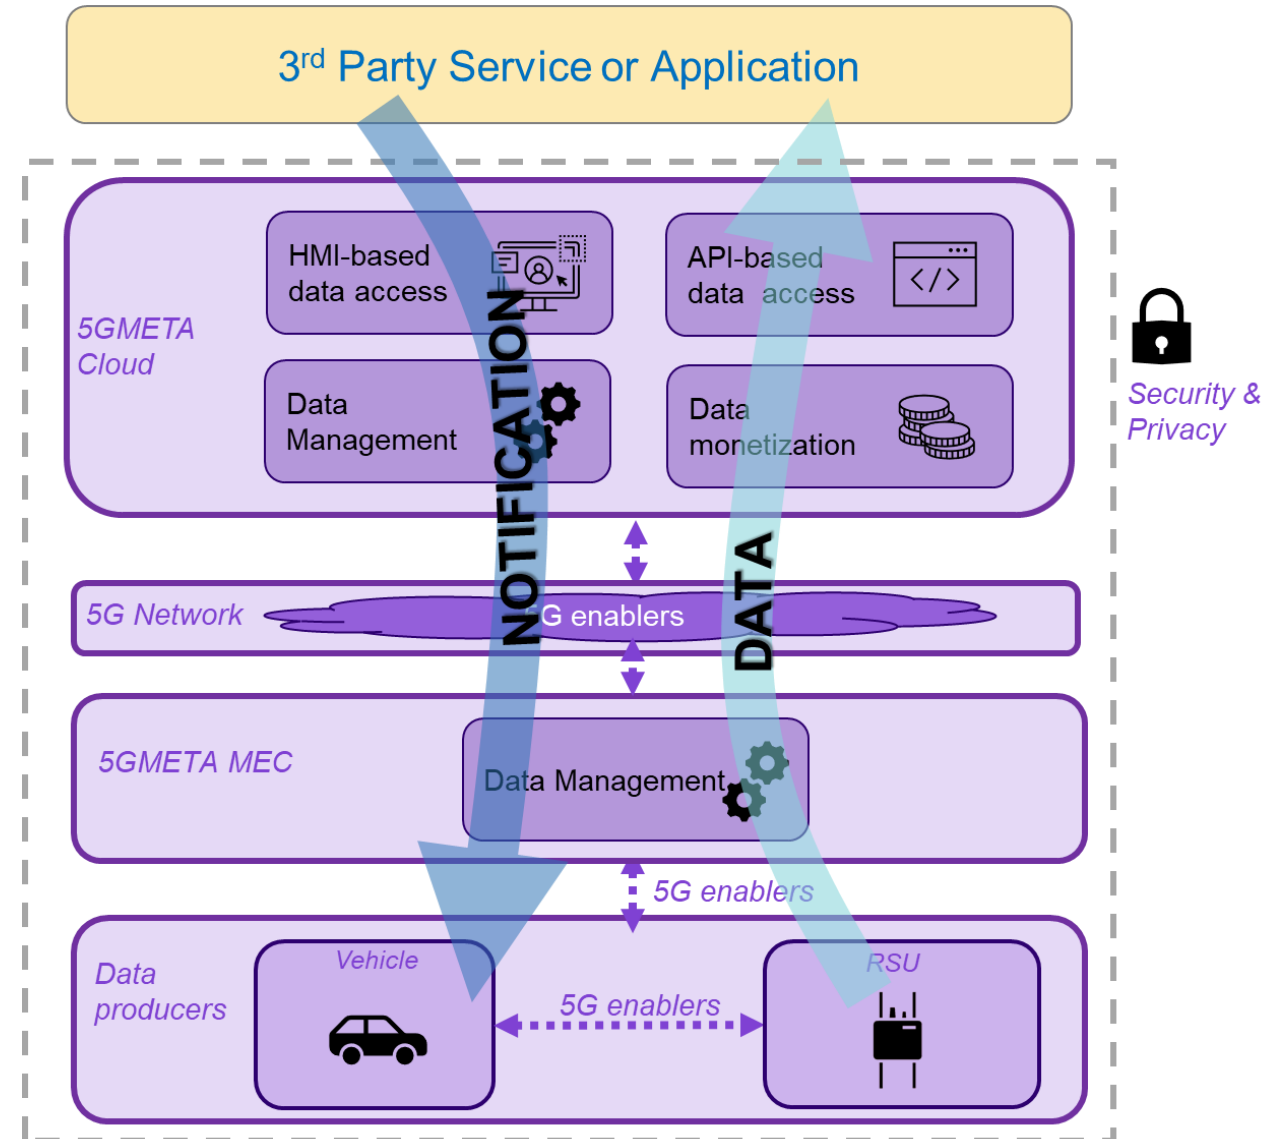 3rd Party Service or Application
HMI-based
data access
API-based
data access
5GMETA
Cloud
Data
Management
Data
monetization
Security &
Privacy
NOTIFICATION
DATA
5G Network
5G enablers
5GMETA MEC
Data Management
5G enablers
Data
producers
Vehicle
RSU
5G enablers